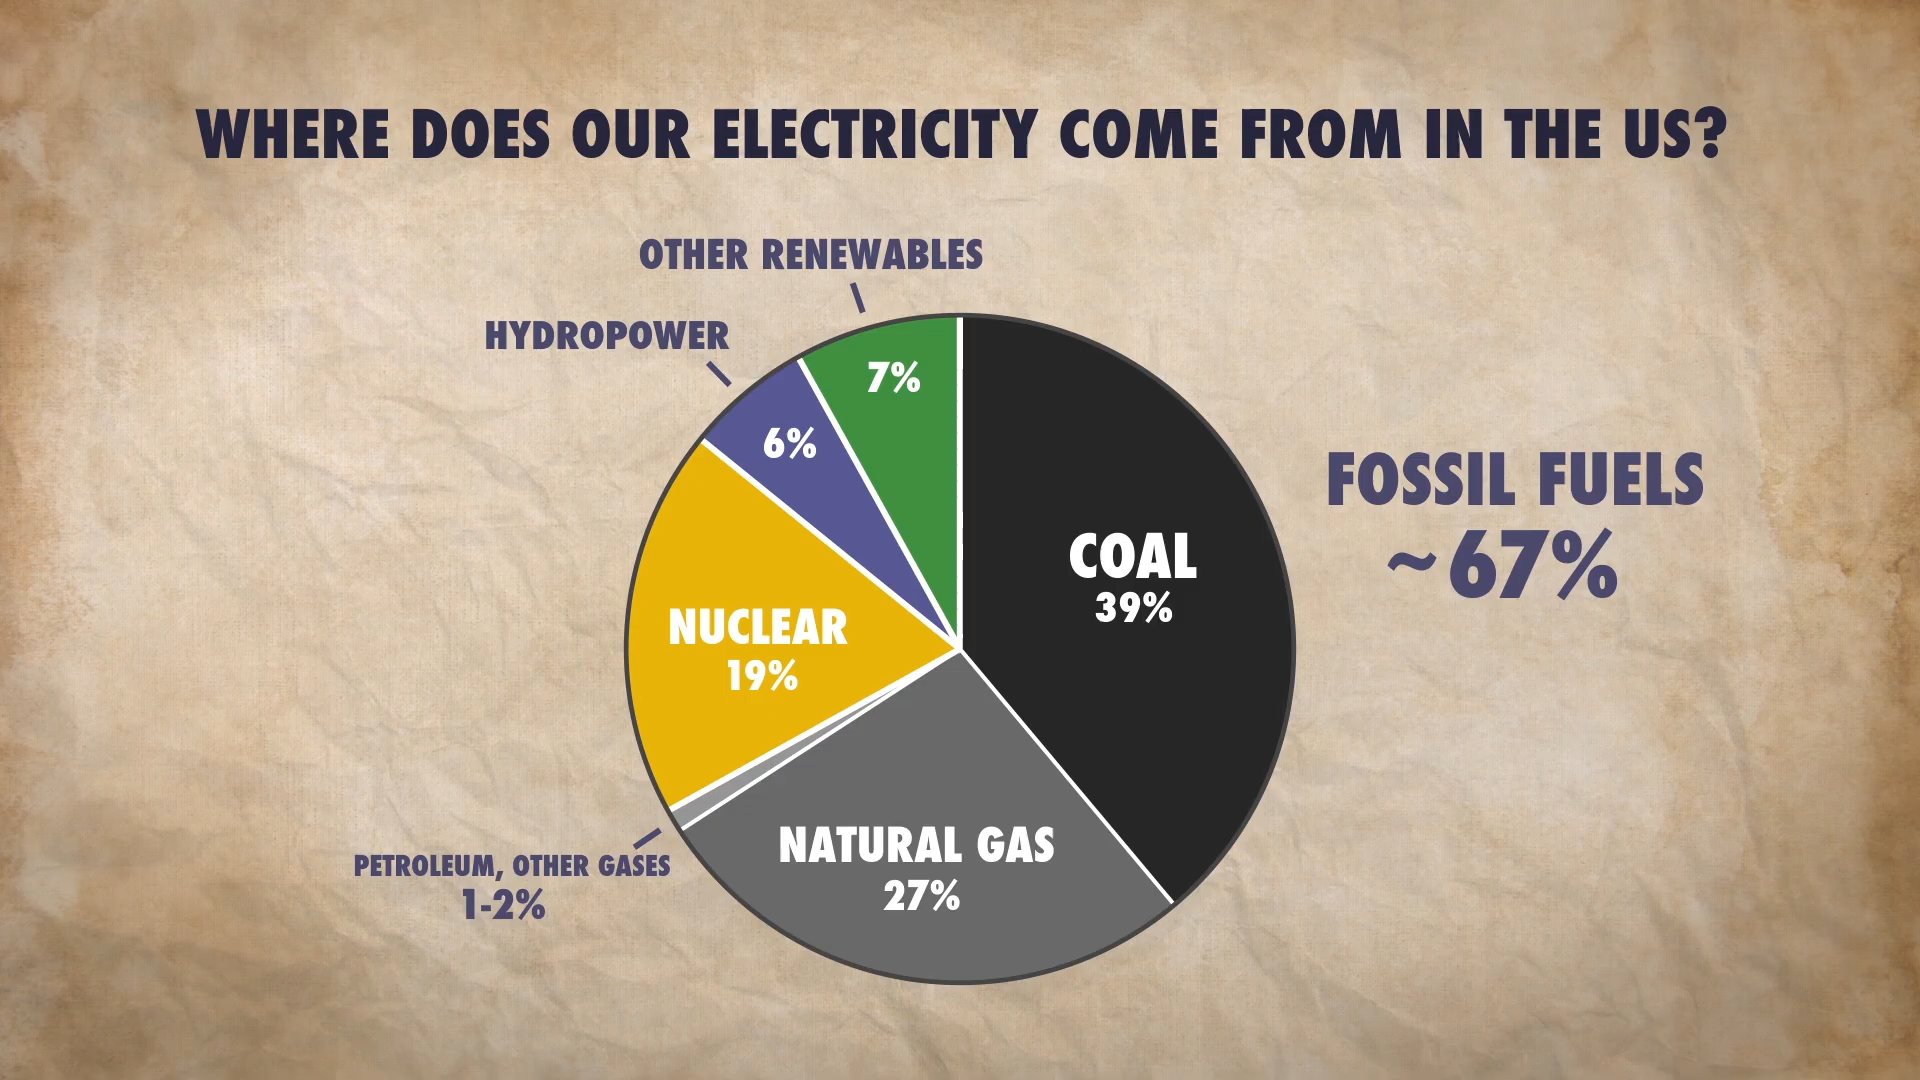 WHERE DOES OUR ELECTRICITY COME FROM IN THE US?
OTHER RENEWABLES
HYDROPOWER
7%
6%
COAL
39%
FOSSIL FUELS
~67%
NUCLEAR
19%
NATURAL GAS
27%
PETROLEUM, OTHER GASES
1-2%